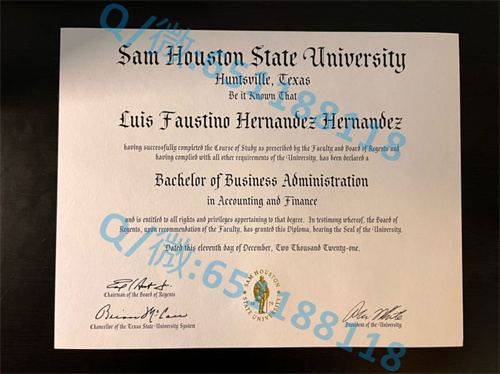 Sam Houston State University
Huntsville, Texas
Be it Known That
Luis Faustino Hernandez Hernandez
having successfully completed the Course of Study as prescribed by the Faculty and Board of Regents and
having complied with all other requirements of the University, has been declared a
Bachelor of Business Administration
in Accounting and Finance
and is entitled to all rights and privileges appertaining to that degree. In testimony whereof, the Board of
Regents, upon recommendation of the Faculty, has granted this Diploma, bearing the Seal of the University.
Dated this eleventh day of December, Two Thousand Twenty-one.
SAM HOUSTON
STATE UNIVERSITY
Chairman of the Board of Regents
Chancellor of the Texas State University System
President of the University
Q/微:651188118
Q/微:651188118